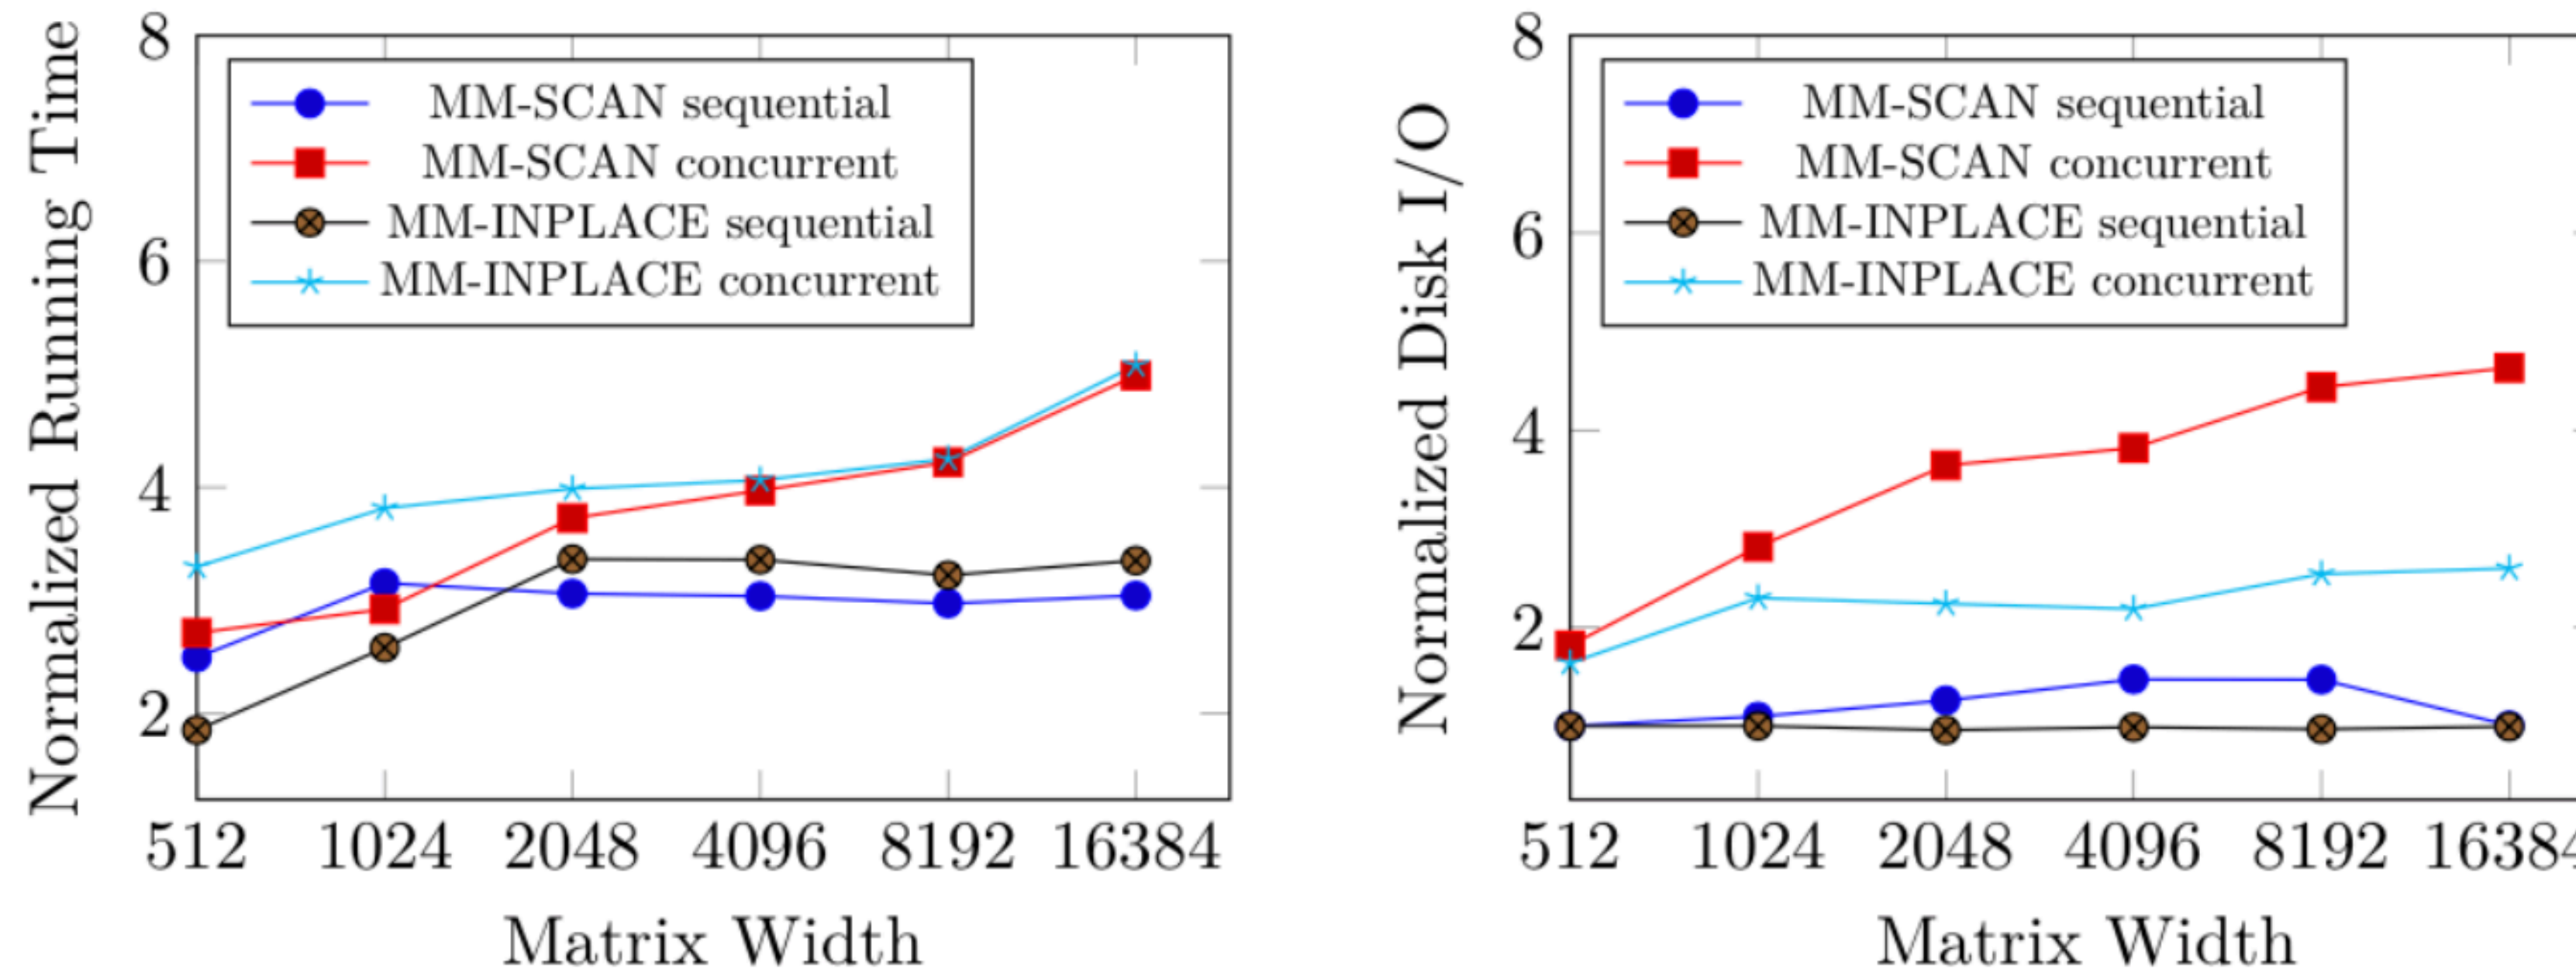 Normalized Running Time
8
6
4
2
MM-SCAN sequential
MM-SCAN concurrent
MM-INPLACE sequential
MM-INPLACE concurrent
512 1024 2048 4096 8192 16384
Matrix Width
Normalized Disk I/O
8
6
4
2
MM-SCAN sequential
MM-SCAN concurrent
MM-INPLACE sequential
MM-INPLACE concurrent
512 1024 2048 4096 8192 16384
Matrix Width